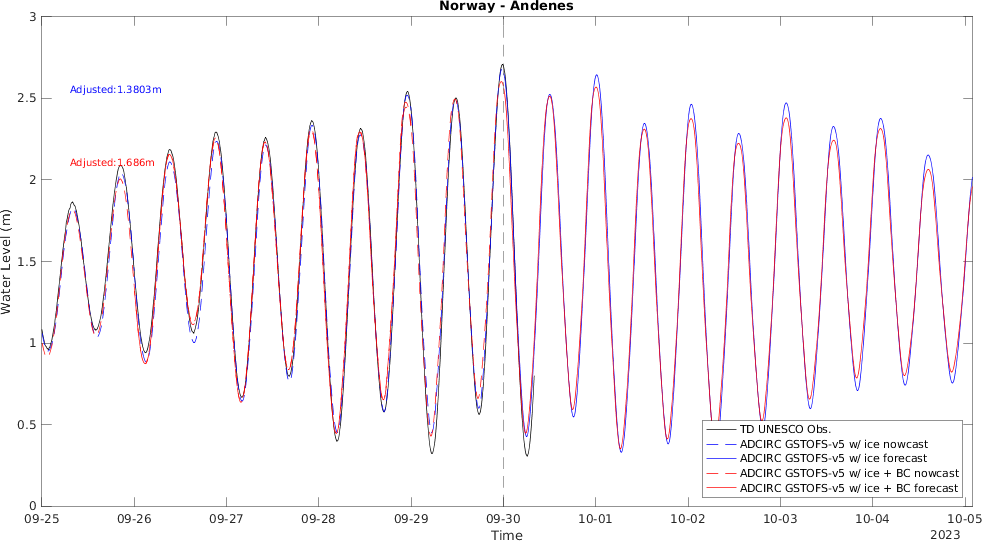 Norway - Andenes
3
2.5
2
1.5
1
0.5
0
Water Level (m)
Adjusted:1.3803m
Adjusted:1.686m
TD UNESCO Obs.
ADCIRC GSTOFS-v5 w/ ice nowcast
ADCIRC GSTOFS-v5 w/ ice forecast
ADCIRC GSTOFS-v5 w/ ice + BC nowcast
ADCIRC GSTOFS-v5 w/ ice + BC forecast
09-25 09-26 09-27 09-28 09-29 09-30 10-01 10-02 10-03 10-04 10-05
Time
2023